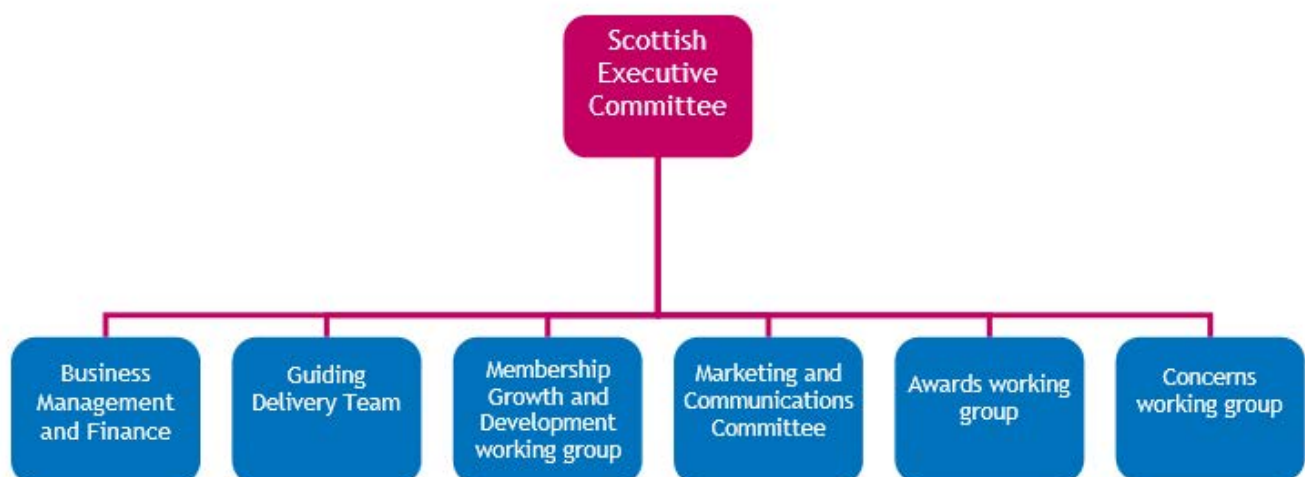 Scottish
Executive
Committee
Business
Management
and Finance
Guiding
Delivery Team
Membership
Growth and
Development
working group
Marketing and
Communications
Committee
Awards working
group
Concerns
working group